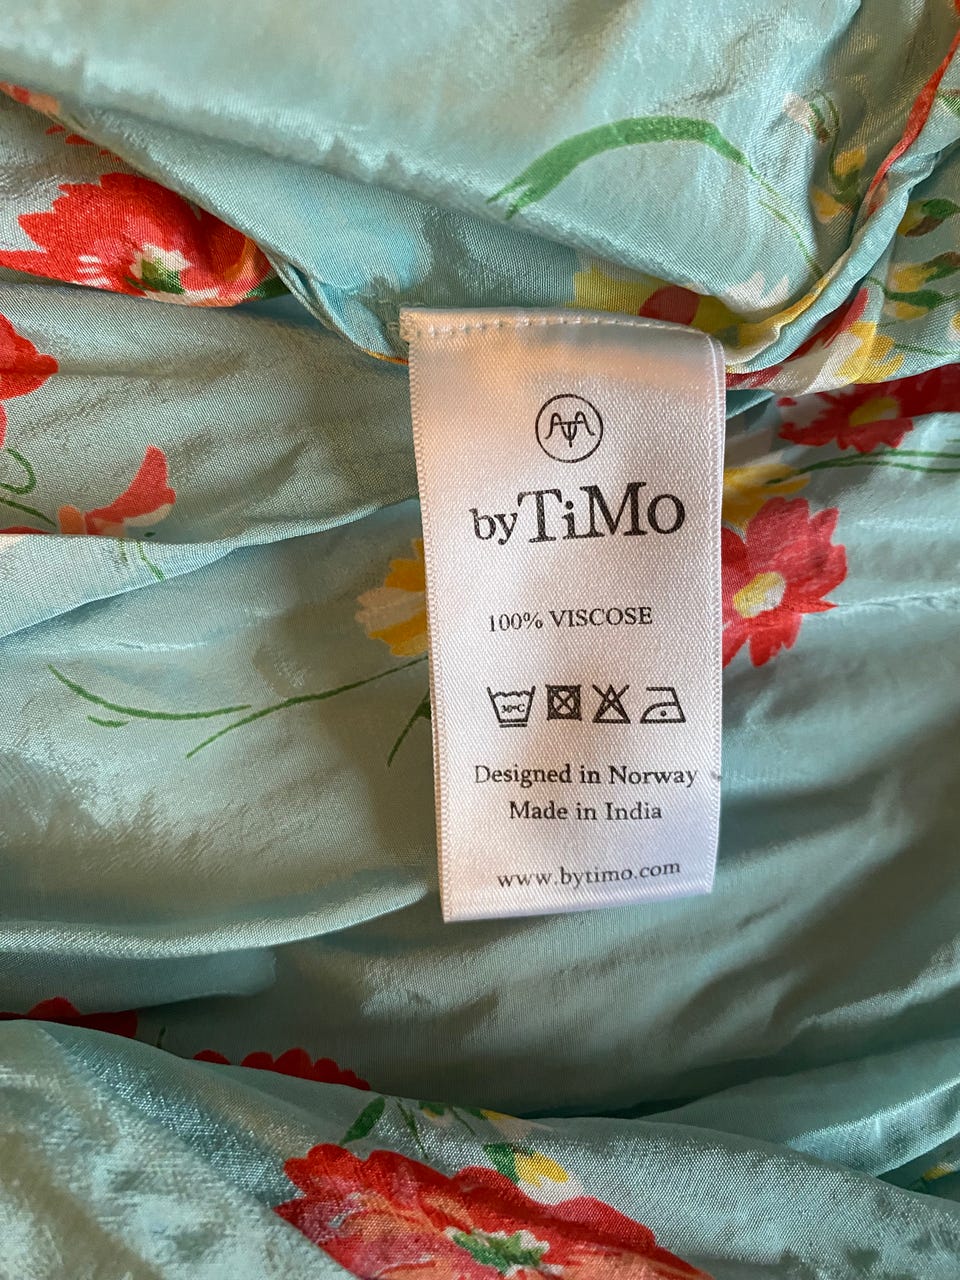 byTiMo
100% VISCOSE
30°C
Designed in Norway
Made in India
www.bytimo.com